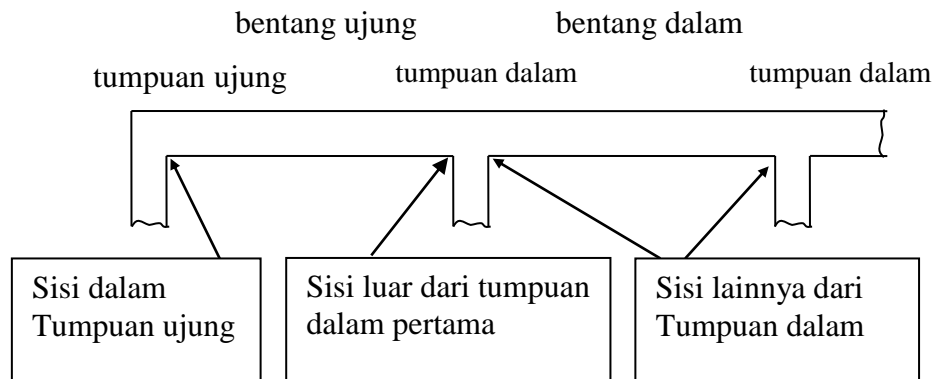 bentang ujung bentang dalam
tumpuan ujung tumpuan dalam tumpuan dalam
Sisi dalam
Tumpuan ujung
Sisi luar dari tumpuan
dalam pertama
Sisi lainnya dari
Tumpuan dalam